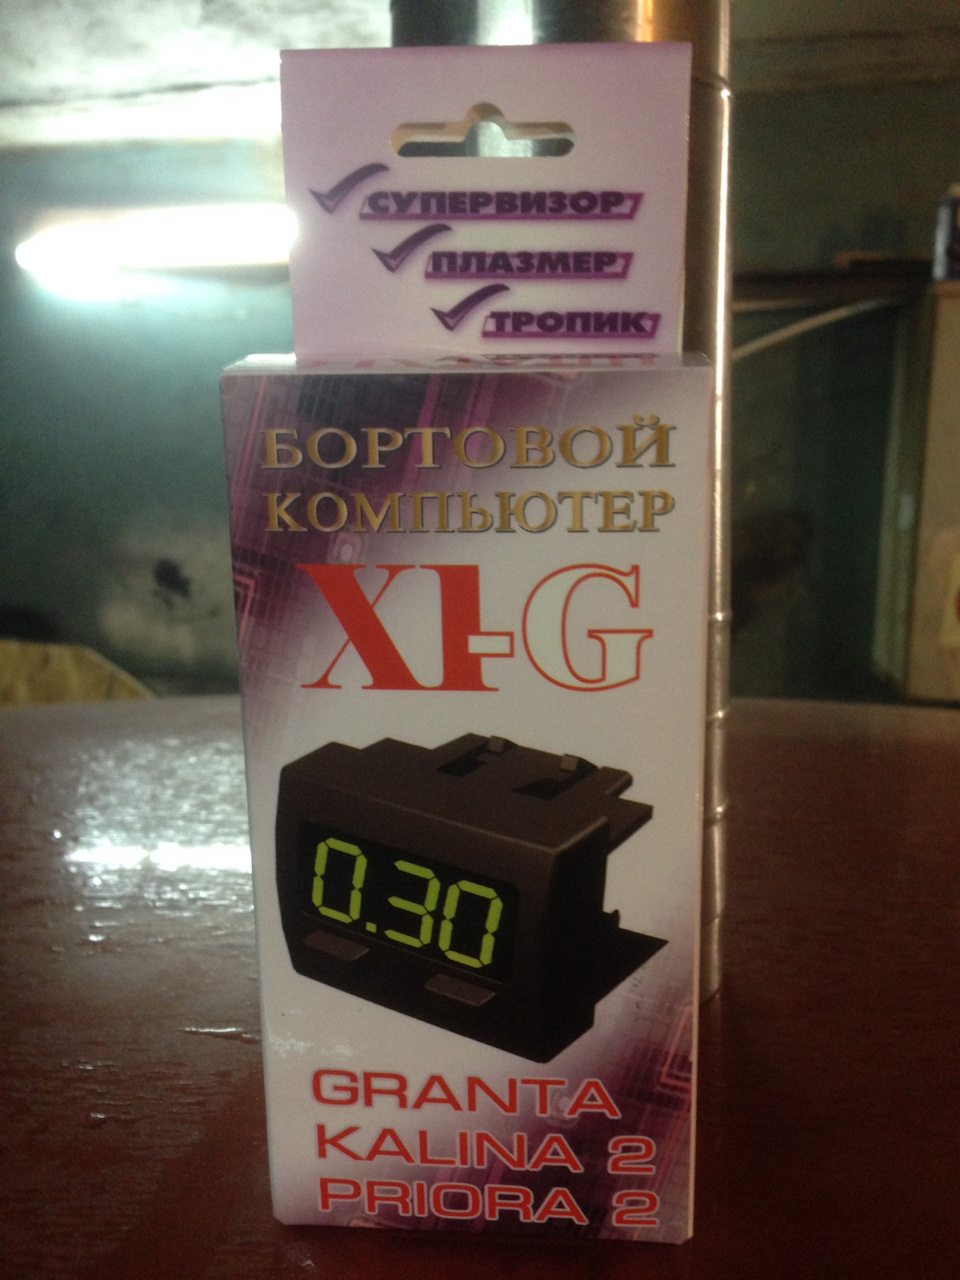 СУПЕРВИЗОР
ПЛАЗМЕР
ТРОПИК
БОРТОВОЙ
КОМПЬЮТЕР
X1-G
0.30
GRANTA
KALINA 2
PRIORA 2